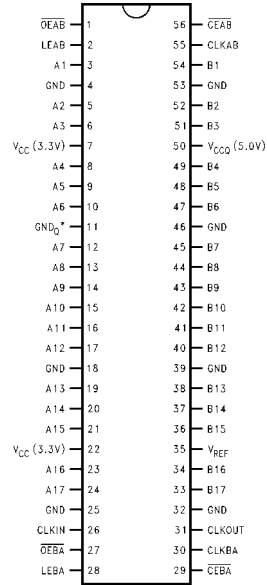 O̅E̅A̅B̅ 1 56 C̅E̅A̅B̅
LEAB 2 55 CLKAB
A1 3 54 B1
GND 4 53 GND
A2 5 52 B2
A3 6 51 B3
VCC (3.3V) 7 50 VCCQ (5.0V)
A4 8 49 B4
A5 9 48 B5
A6 10 47 B6
GNDQ* 11 46 GND
A7 12 45 B7
A8 13 44 B8
A9 14 43 B9
A10 15 42 B10
A11 16 41 B11
A12 17 40 B12
GND 18 39 GND
A13 19 38 B13
A14 20 37 B14
A15 21 36 B15
VCC (3.3V) 22 35 VREF
A16 23 34 B16
A17 24 33 B17
GND 25 32 GND
CLKIN 26 31 CLKOUT
O̅E̅B̅A̅ 27 30 CLKBA
LEBA 28 29 C̅E̅B̅A̅